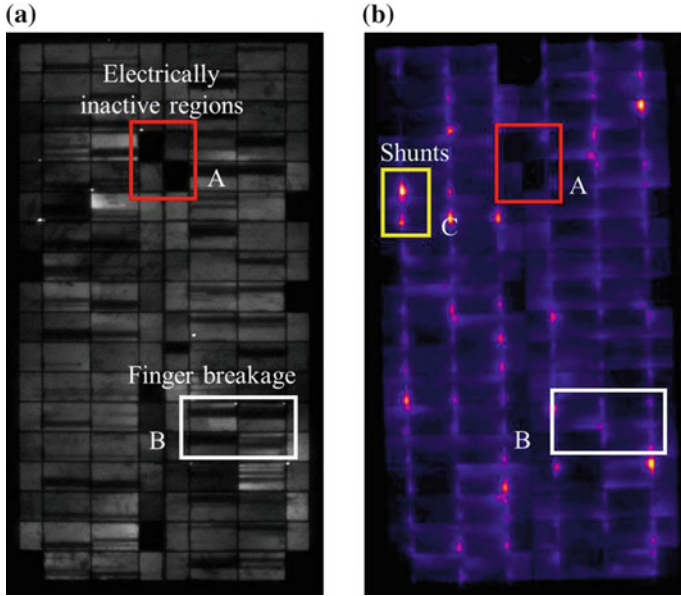 (a)
Electrically
inactive regions
A
Finger breakage
B
(b)
Shunts
A
C
B